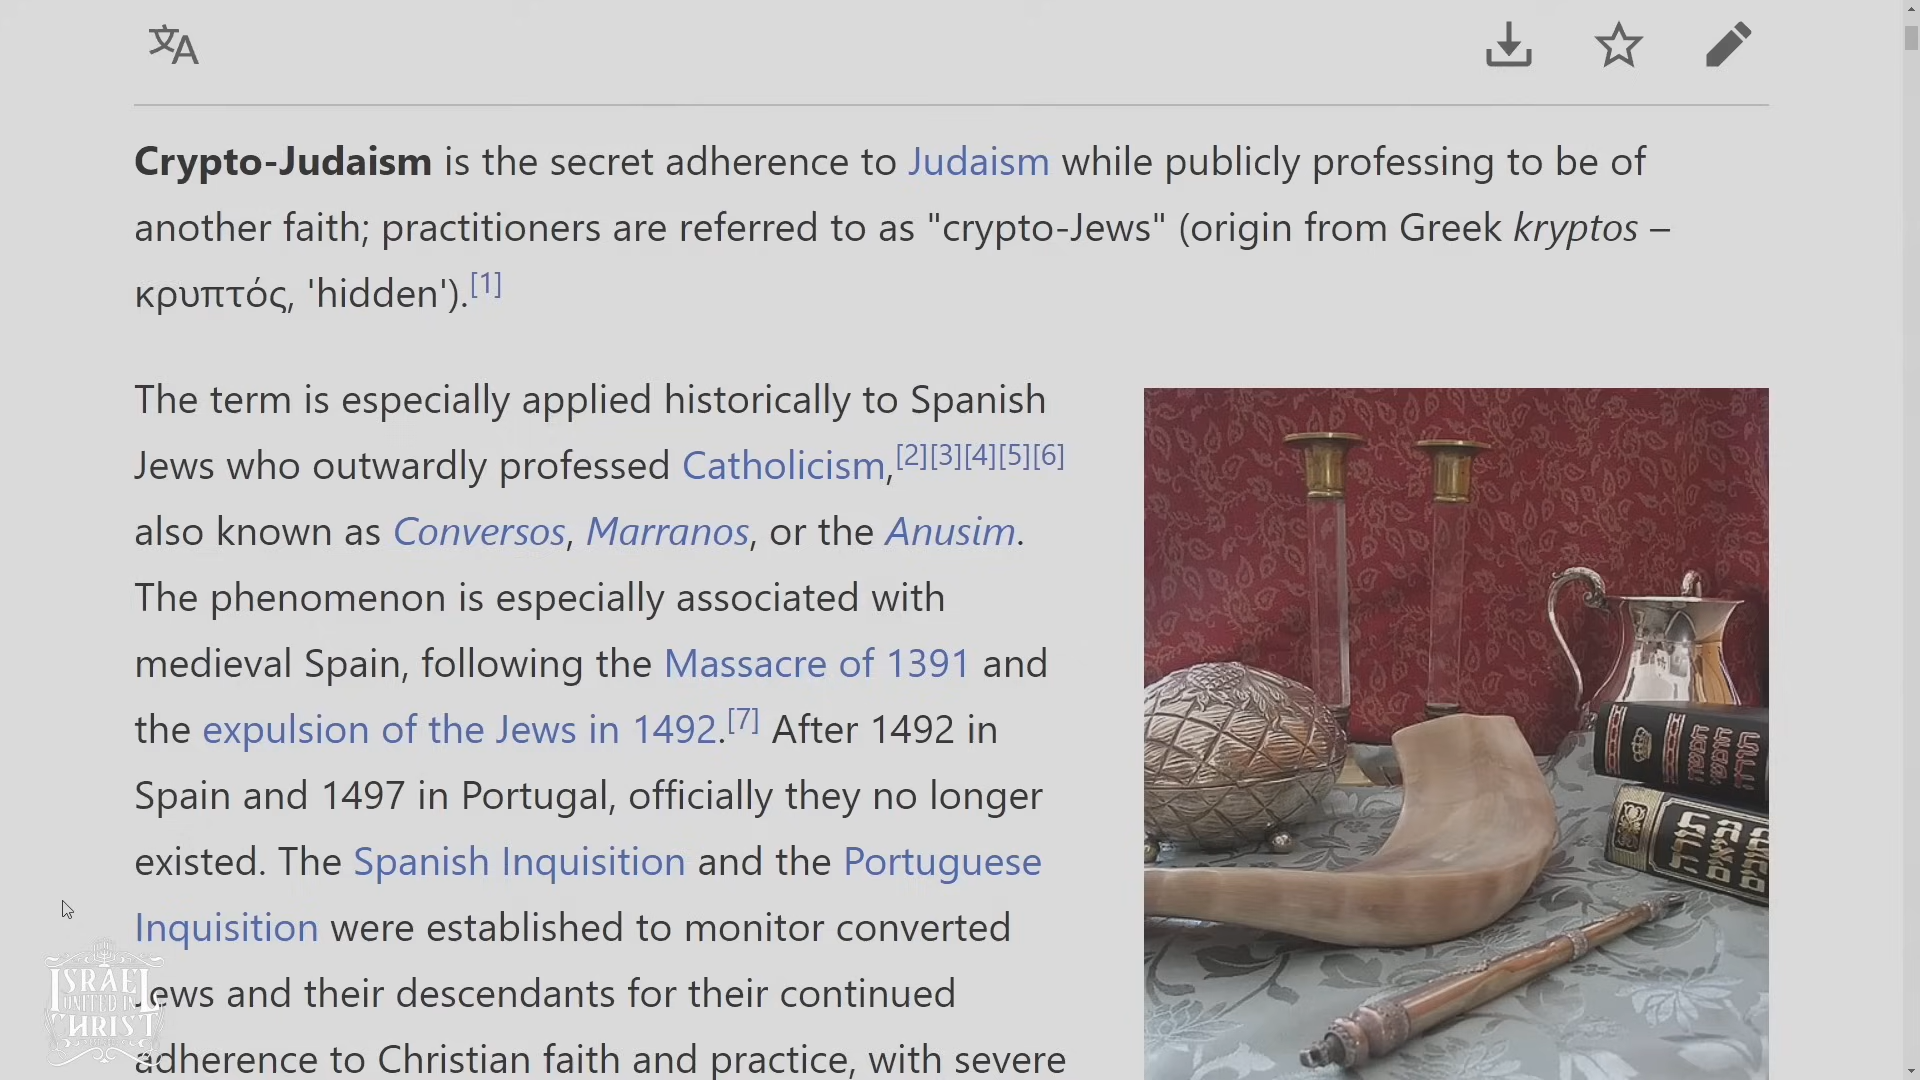 Crypto-Judaism is the secret adherence to Judaism while publicly professing to be of
another faith; practitioners are referred to as "crypto-Jews" (origin from Greek kryptos –
κρυπτός, 'hidden').[1]
The term is especially applied historically to Spanish
Jews who outwardly professed Catholicism,[2][3][4][5][6]
also known as Conversos, Marranos, or the Anusim.
The phenomenon is especially associated with
medieval Spain, following the Massacre of 1391 and
the expulsion of the Jews in 1492.[7] After 1492 in
Spain and 1497 in Portugal, officially they no longer
existed. The Spanish Inquisition and the Portuguese
Inquisition were established to monitor converted
Jews and their descendants for their continued
adherence to Christian faith and practice, with severe
ISRAEL
UNITED IN
CHRIST